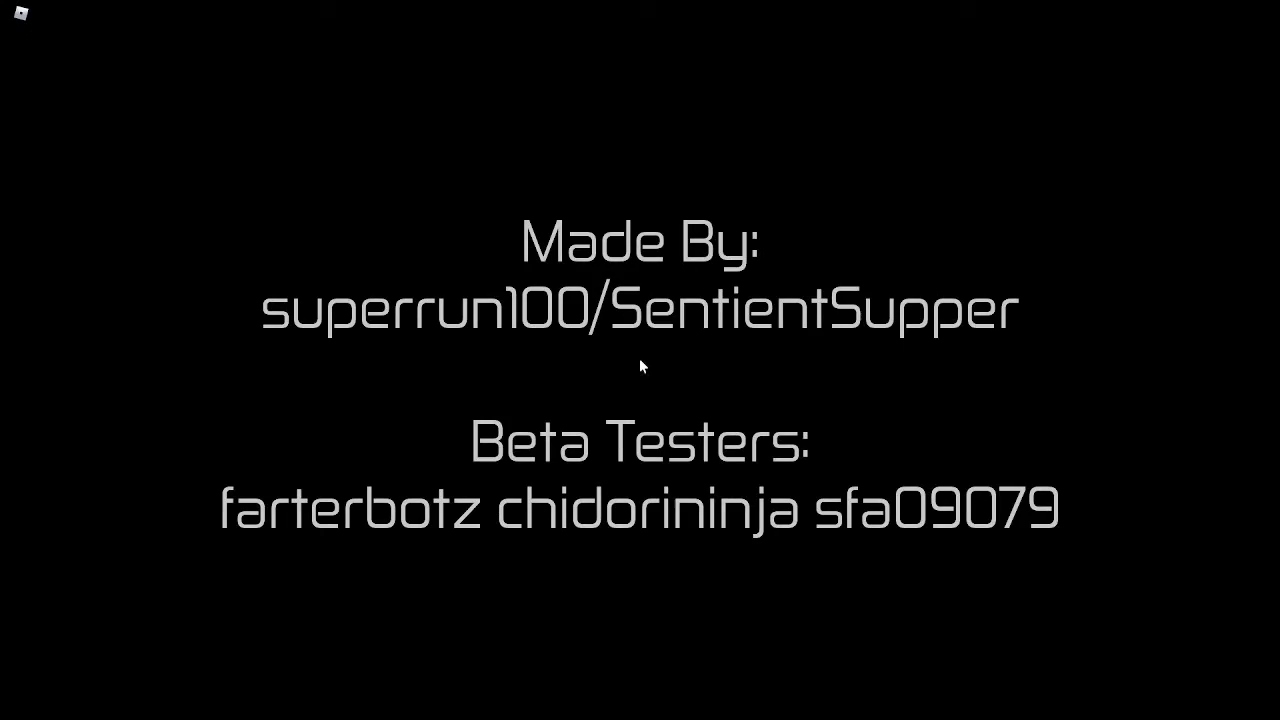 Made By:
superrun100/SentientSupper
Beta Testers:
farterbotz chidorininja sfa09079